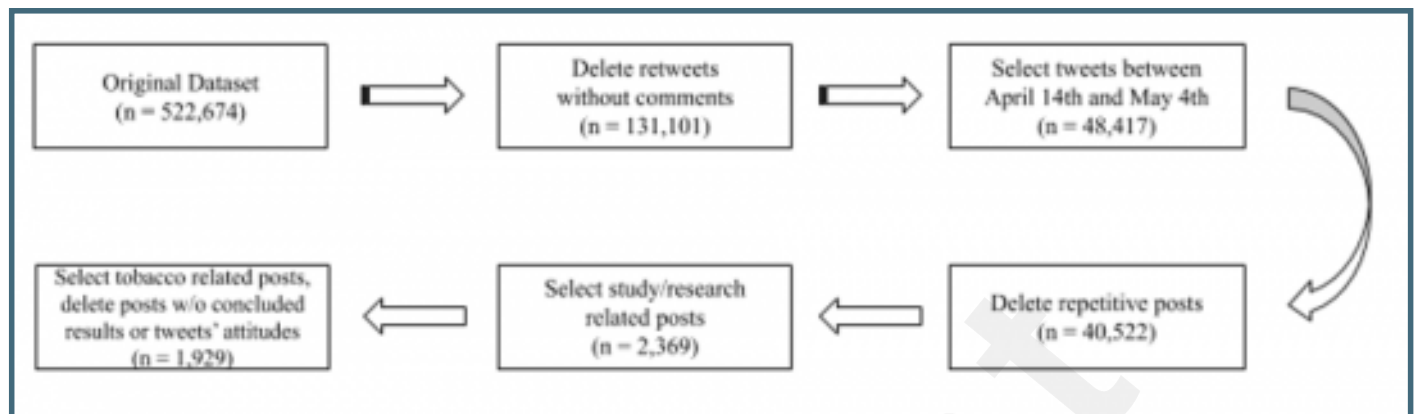 Original Dataset
(n = 522,674)
Delete retweets
without comments
(n = 131,101)
Select tweets between
April 14th and May 4th
(n = 48,417)
Delete repetitive posts
(n = 40,522)
Select study/research
related posts
(n = 2,369)
Select tobacco related posts,
delete posts w/o concluded
results or tweets' attitudes
(n = 1,929)